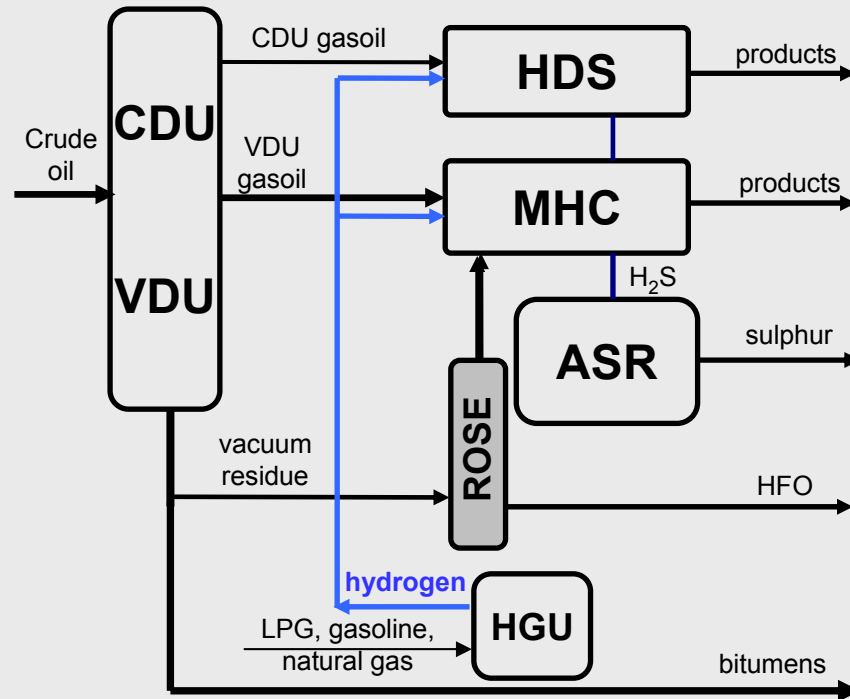 CDU gasoil
HDS
products
CDU
Crude
oil
VDU
gasoil
MHC
products
VDU
H₂S
ASR
sulphur
ROSE
vacuum
residue
HFO
hydrogen
HGU
LPG, gasoline,
natural gas
bitumens